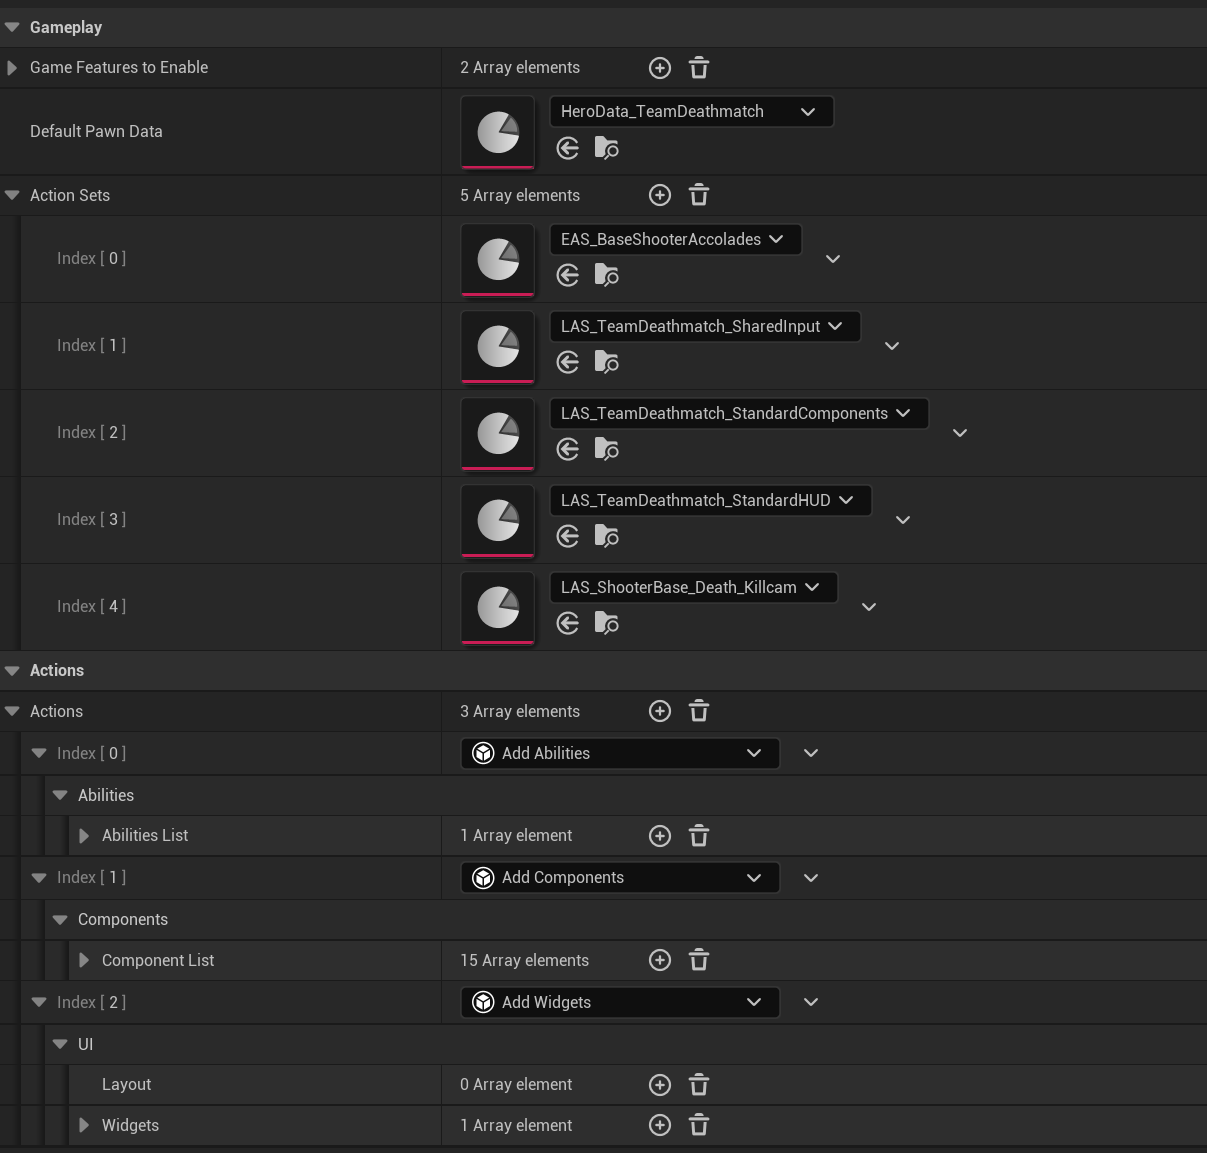 Gameplay
Game Features to Enable 2 Array elements
Default Pawn Data HeroData_TeamDeathmatch
Action Sets 5 Array elements
Index [ 0 ] EAS_BaseShooterAccolades
Index [ 1 ] LAS_TeamDeathmatch_SharedInput
Index [ 2 ] LAS_TeamDeathmatch_StandardComponents
Index [ 3 ] LAS_TeamDeathmatch_StandardHUD
Index [ 4 ] LAS_ShooterBase_Death_Killcam
Actions
Actions 3 Array elements
Index [ 0 ] Add Abilities
Abilities
Abilities List 1 Array element
Index [ 1 ] Add Components
Components
Component List 15 Array elements
Index [ 2 ] Add Widgets
UI
Layout 0 Array element
Widgets 1 Array element